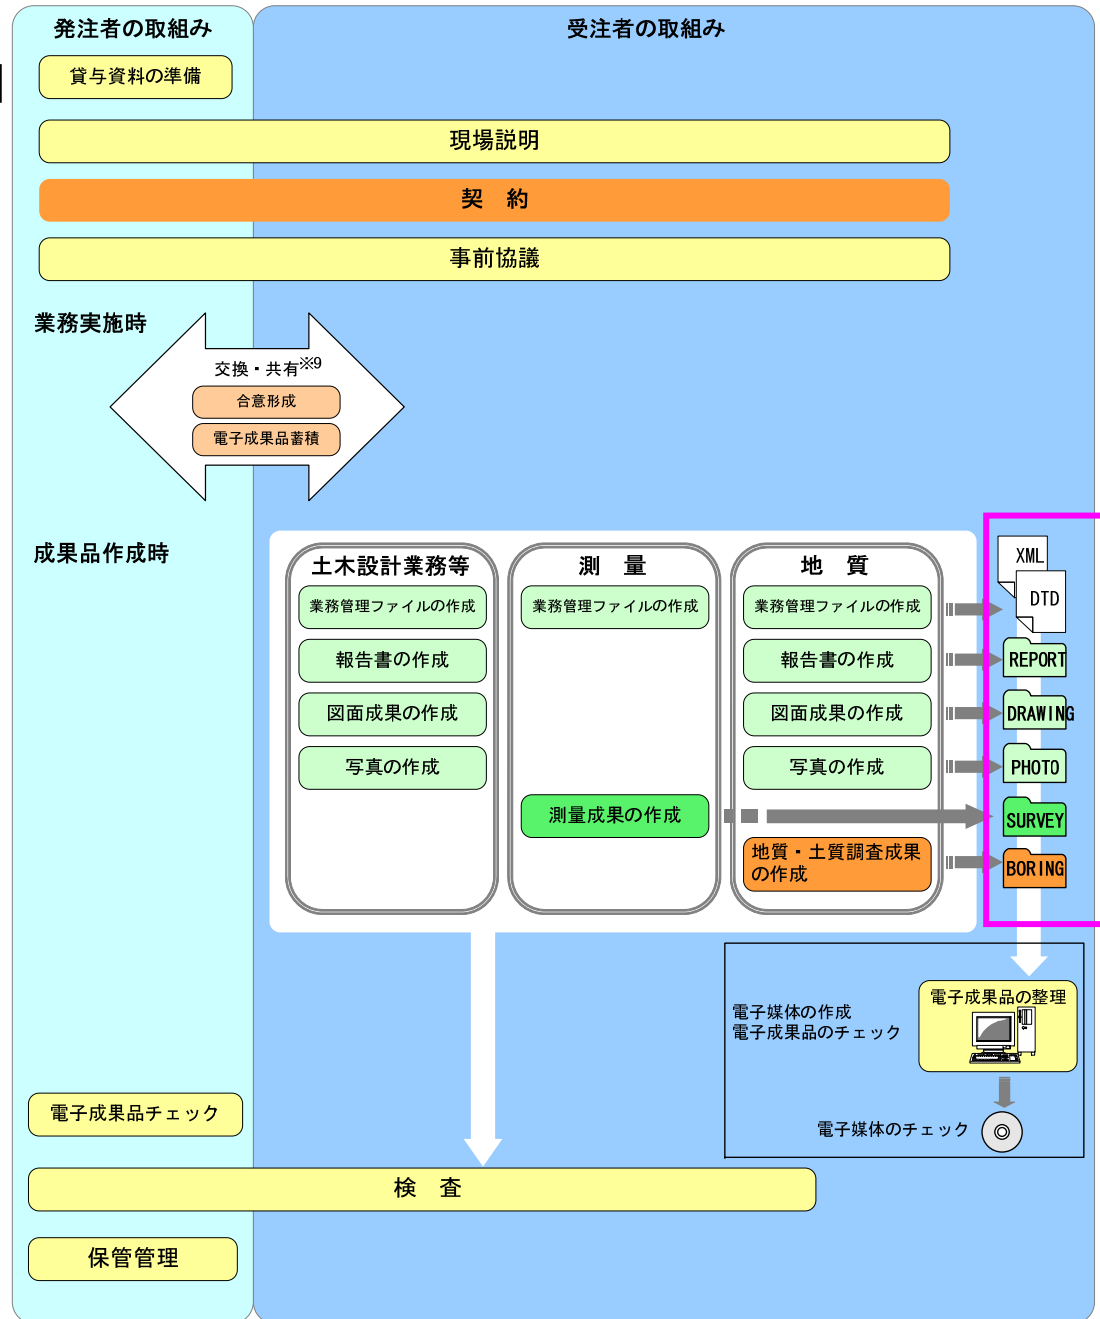 発注者の取組み
受注者の取組み
貸与資料の準備
現場説明
契　約
事前協議
業務実施時
交換・共有※9
合意形成
電子成果品蓄積
成果品作成時
土木設計業務等
業務管理ファイルの作成
報告書の作成
図面成果の作成
写真の作成
測　量
業務管理ファイルの作成
測量成果の作成
地　質
業務管理ファイルの作成
報告書の作成
図面成果の作成
写真の作成
地質・土質調査成果
の作成
XML
DTD
REPORT
DRAWING
PHOTO
SURVEY
BORING
電子成果品の整理
電子媒体の作成
電子成果品のチェック
電子媒体のチェック
電子成果品チェック
検　査
保管管理